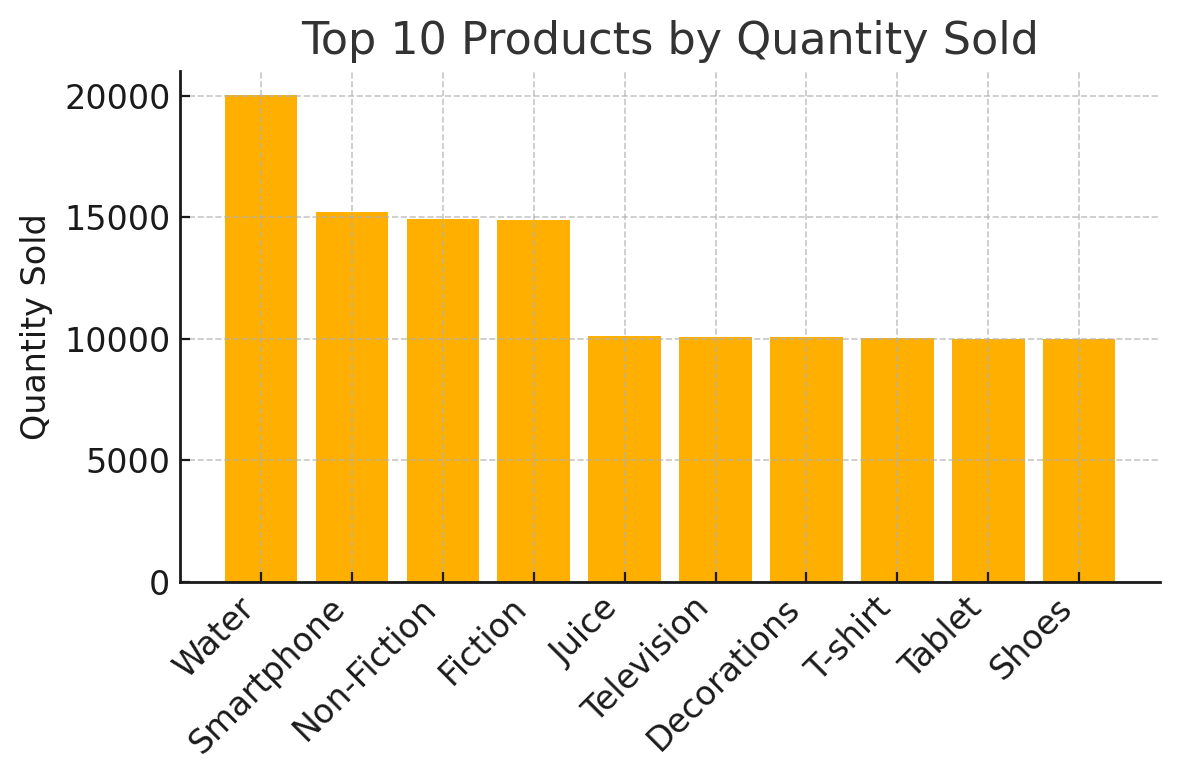 Top 10 Products by Quantity Sold
Quantity Sold
20000
15000
10000
5000
0
Water
Smartphone
Non-Fiction
Fiction
Juice
Television
Decorations
T-shirt
Tablet
Shoes